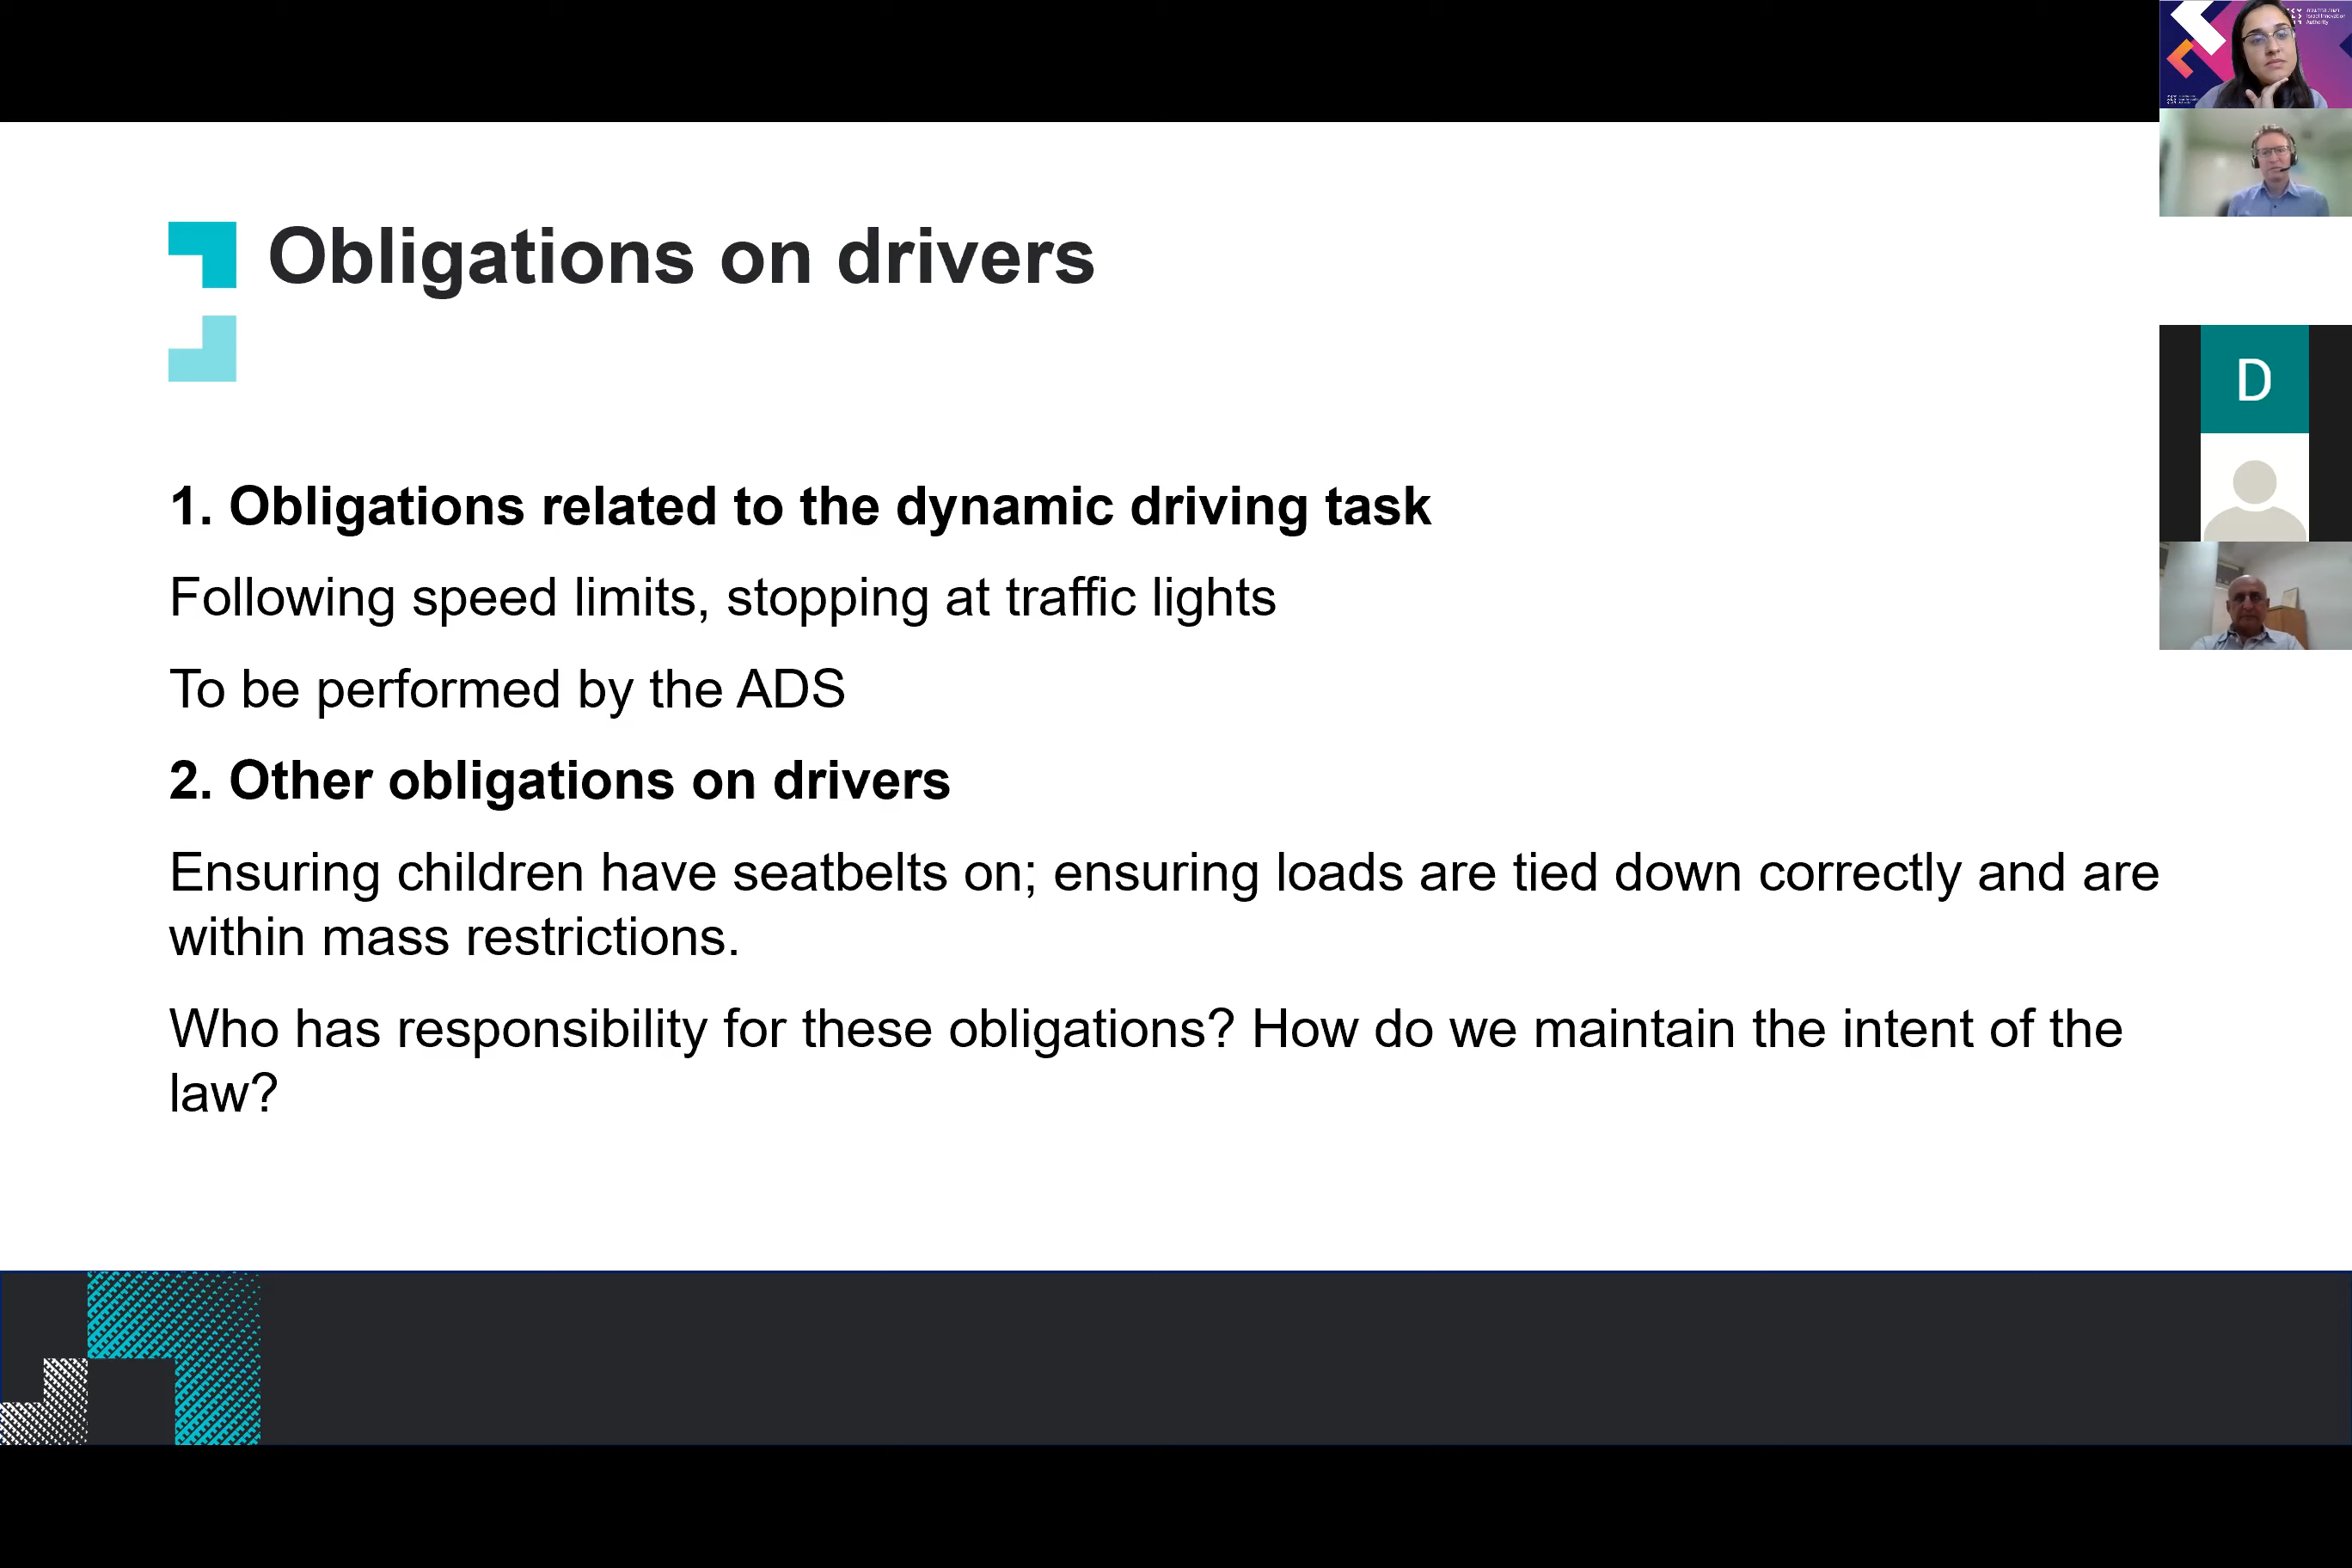 Obligations on drivers
1. Obligations related to the dynamic driving task
Following speed limits, stopping at traffic lights
To be performed by the ADS
2. Other obligations on drivers
Ensuring children have seatbelts on; ensuring loads are tied down correctly and are
within mass restrictions.
Who has responsibility for these obligations? How do we maintain the intent of the
law?
Israel Innovation
Authority
D